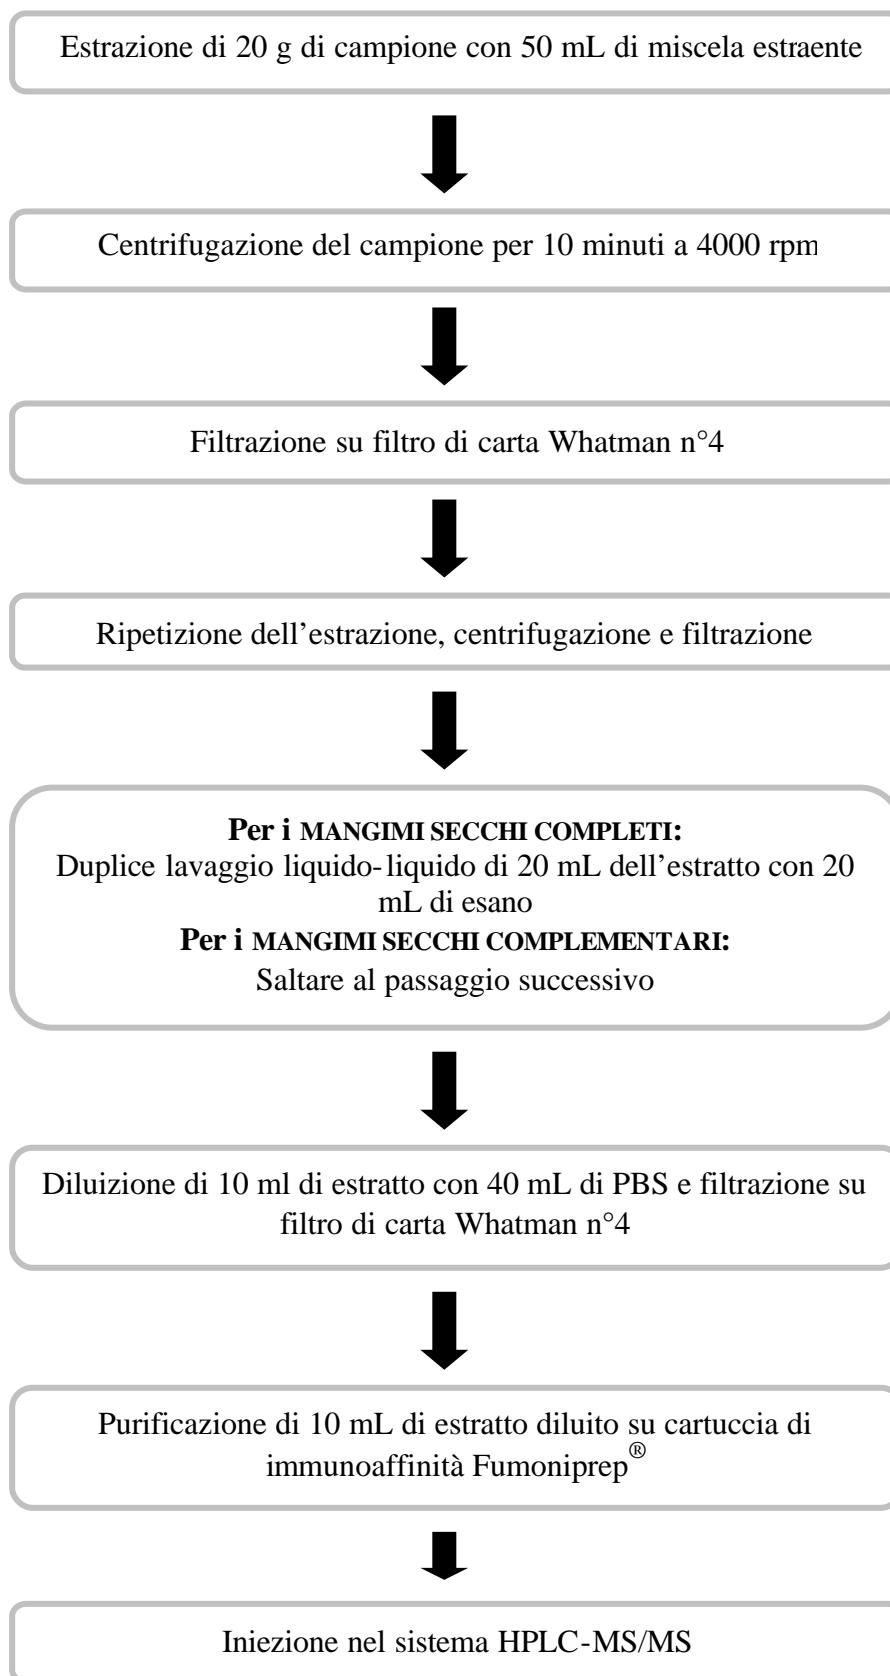 Estrazione di 20 g di campione con 50 mL di miscela estraente
Centrifugazione del campione per 10 minuti a 4000 rpm
Filtrazione su filtro di carta Whatman n°4
Ripetizione dell’estrazione, centrifugazione e filtrazione
Per i MANGIMI SECCHI COMPLETI:
Duplice lavaggio liquido-liquido di 20 mL dell’estratto con 20
mL di esano
Per i MANGIMI SECCHI COMPLEMENTARI:
Saltare al passaggio successivo
Diluizione di 10 ml di estratto con 40 mL di PBS e filtrazione su
filtro di carta Whatman n°4
Purificazione di 10 mL di estratto diluito su cartuccia di
immunoaffinità Fumoniprep®
Iniezione nel sistema HPLC-MS/MS